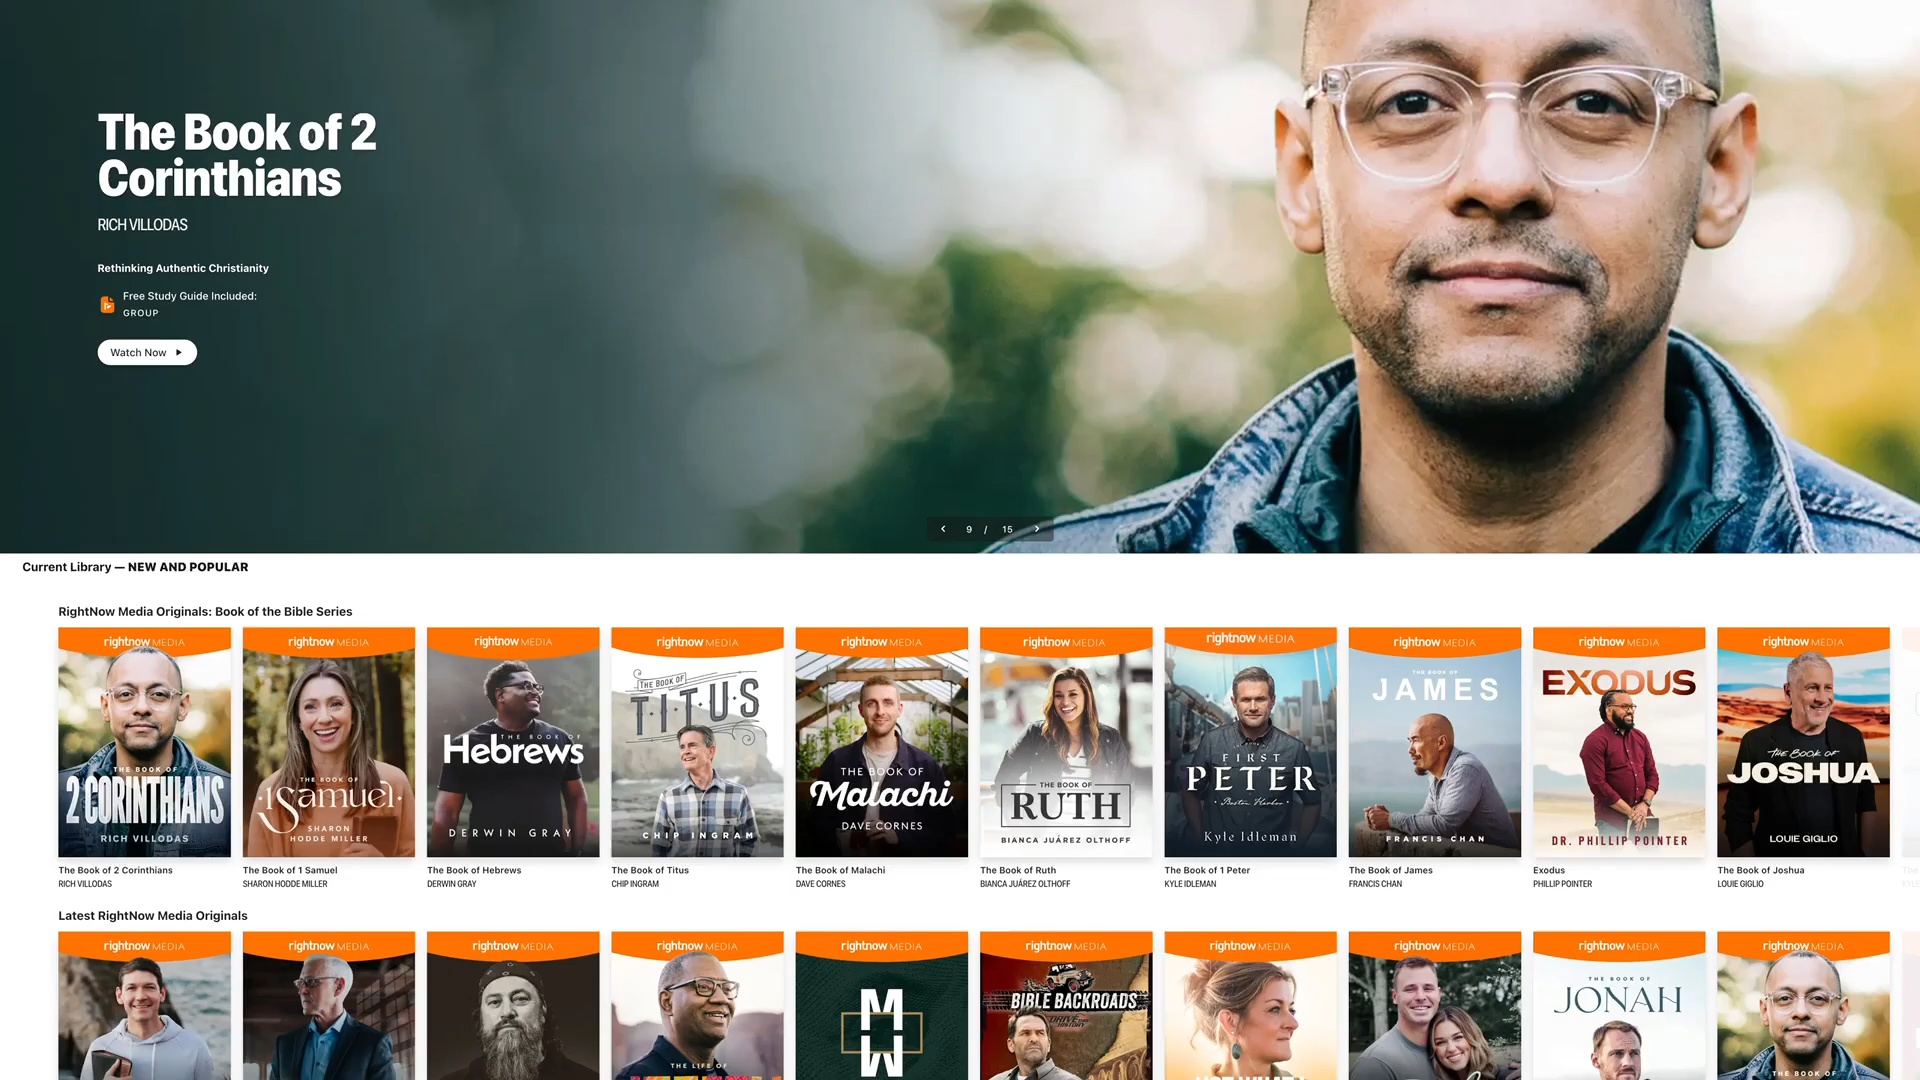 The Book of 2
Corinthians
RICH VILLODAS
Rethinking Authentic Christianity
Free Study Guide Included:
GROUP
Watch Now
9 / 15
Current Library — NEW AND POPULAR
RightNow Media Originals: Book of the Bible Series
rightnow MEDIA
THE BOOK OF
2 CORINTHIANS
RICH VILLODAS
The Book of 2 Corinthians
RICH VILLODAS
rightnow MEDIA
THE BOOK OF
1 Samuel
SHARON
HODDE MILLER
The Book of 1 Samuel
SHARON HODDE MILLER
rightnow MEDIA
THE BOOK OF
Hebrews
DERWIN GRAY
The Book of Hebrews
DERWIN GRAY
rightnow MEDIA
THE BOOK OF
TITUS
CHIP INGRAM
The Book of Titus
CHIP INGRAM
rightnow MEDIA
THE BOOK OF
Malachi
DAVE CORNES
The Book of Malachi
DAVE CORNES
rightnow MEDIA
THE BOOK OF
RUTH
BIANCA JUÁREZ OLTHOFF
The Book of Ruth
BIANCA JUÁREZ OLTHOFF
rightnow MEDIA
FIRST
PETER
Boston Harbor
Kyle Idleman
The Book of 1 Peter
KYLE IDLEMAN
rightnow MEDIA
THE BOOK OF
JAMES
FRANCIS CHAN
The Book of James
FRANCIS CHAN
rightnow MEDIA
EXODUS
DR. PHILLIP POINTER
Exodus
PHILLIP POINTER
rightnow MEDIA
THE BOOK OF
JOSHUA
LOUIE GIGLIO
The Book of Joshua
LOUIE GIGLIO
Latest RightNow Media Originals
rightnow MEDIA
rightnow MEDIA
rightnow MEDIA
rightnow MEDIA
THE LIFE OF
rightnow MEDIA
rightnow MEDIA
BIBLE BACKROADS
DRIVE THRU
HISTORY
rightnow MEDIA
NOT WHAT
rightnow MEDIA
rightnow MEDIA
THE BOOK OF
JONAH
rightnow MEDIA
THE BOOK OF